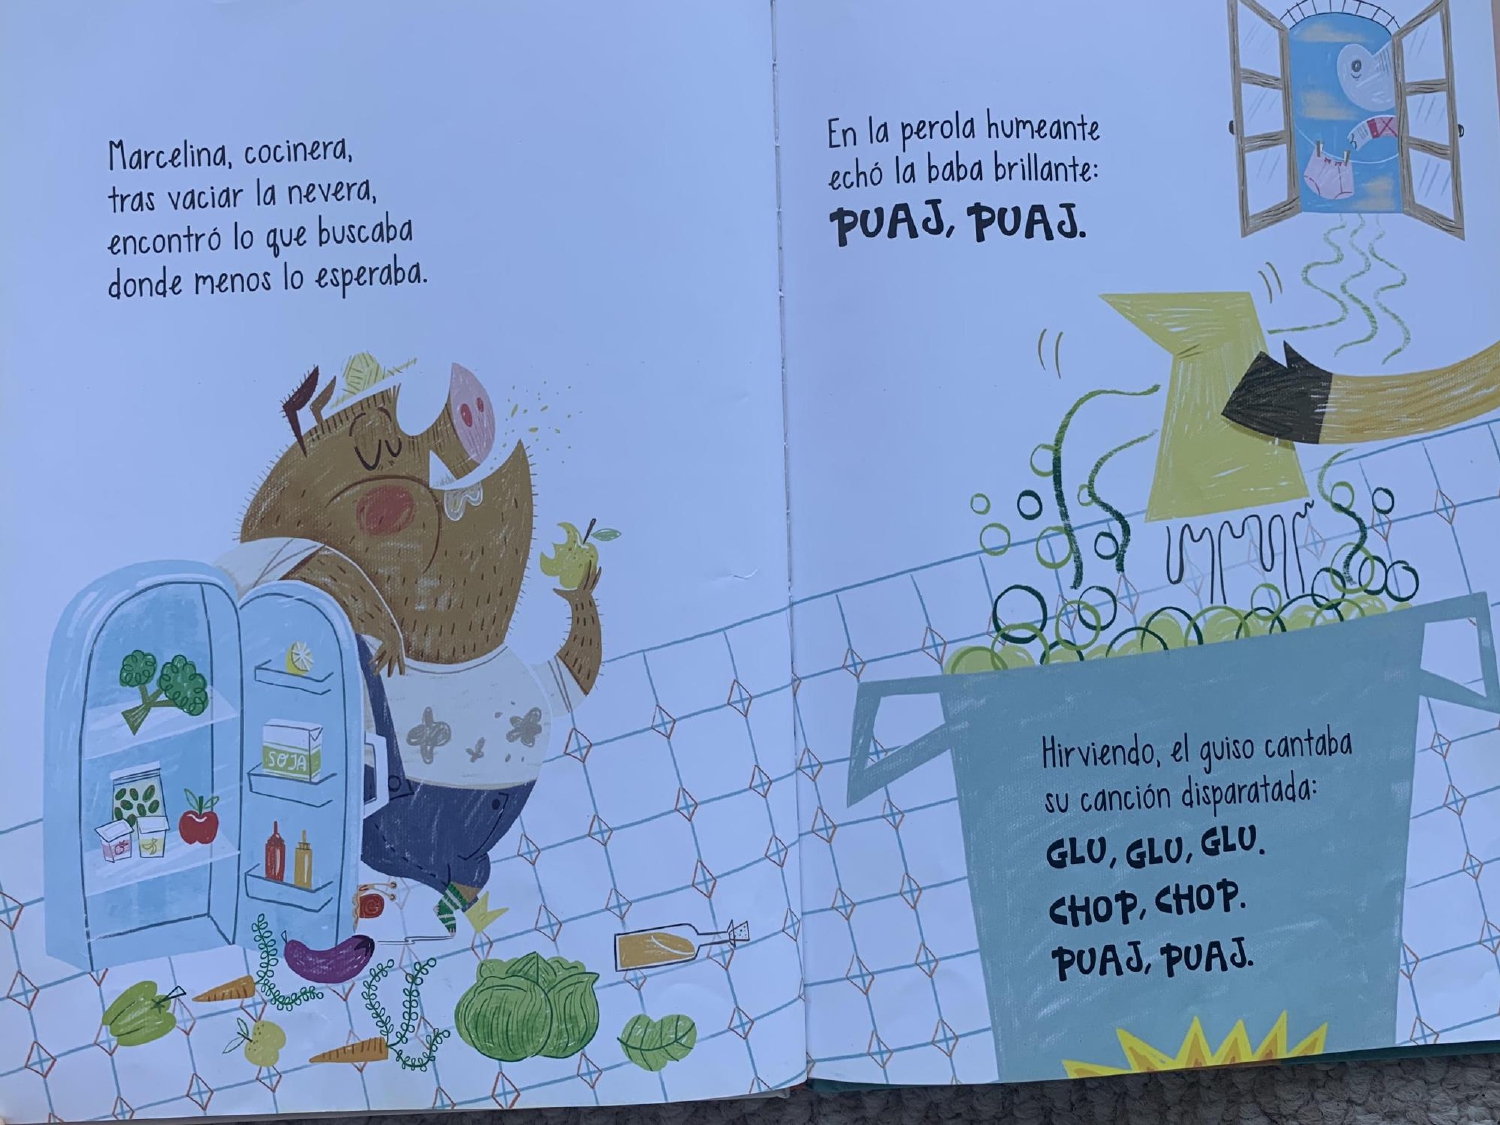 Marcelina, cocinera,
tras vaciar la nevera,
encontró lo que buscaba
donde menos lo esperaba.
SOJA
En la perola humeante
echó la baba brillante:
PUAJ, PUAJ.
Hirviendo, el guiso cantaba
su canción disparatada:
GLU, GLU, GLU.
CHOP, CHOP.
PUAJ, PUAJ.